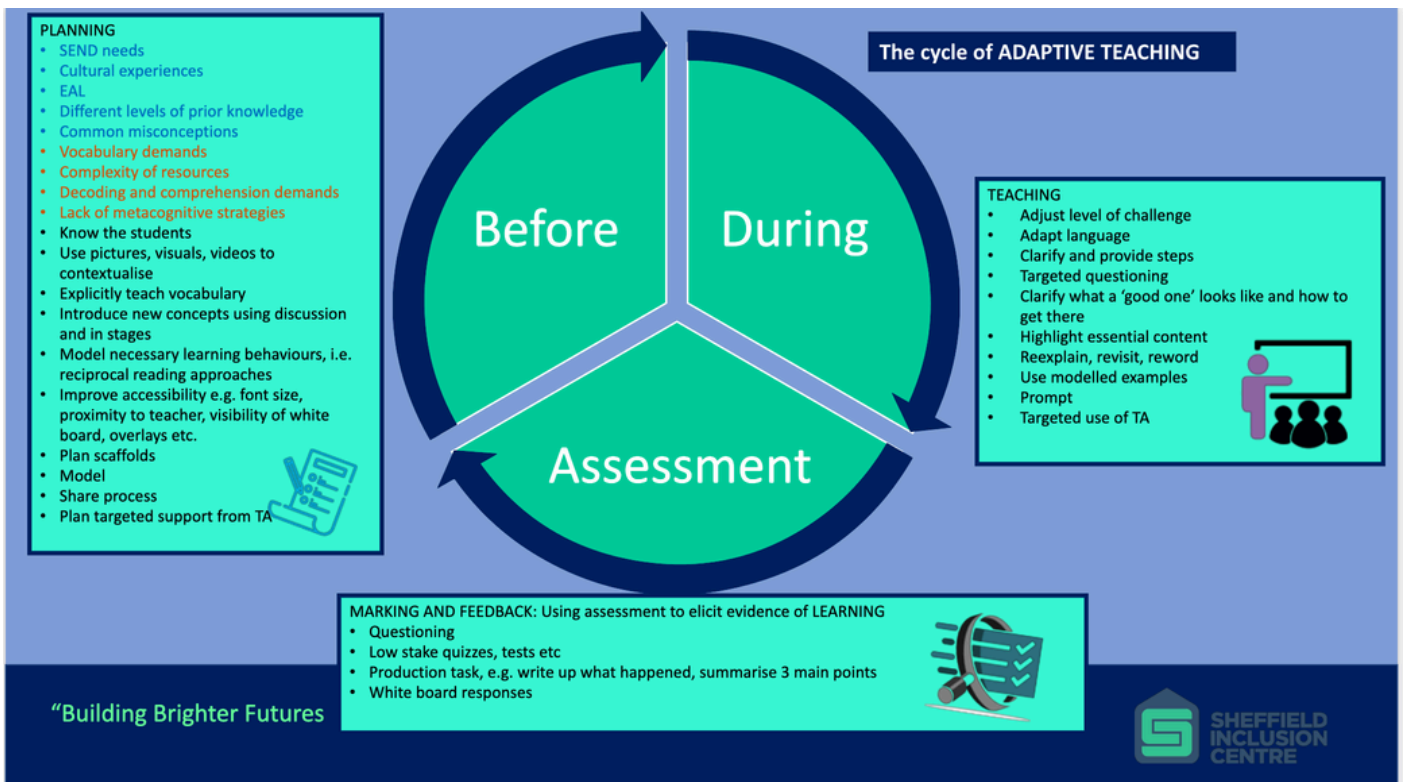 The cycle of ADAPTIVE TEACHING
PLANNING
• SEND needs
• Cultural experiences
• EAL
• Different levels of prior knowledge
• Common misconceptions
• Vocabulary demands
• Complexity of resources
• Decoding and comprehension demands
• Lack of metacognitive strategies
• Know the students
• Use pictures, visuals, videos to
contextualise
• Explicitly teach vocabulary
• Introduce new concepts using discussion
and in stages
• Model necessary learning behaviours, i.e.
reciprocal reading approaches
• Improve accessibility e.g. font size,
proximity to teacher, visibility of white
board, overlays etc.
• Plan scaffolds
• Model
• Share process
• Plan targeted support from TA
Before
During
Assessment
TEACHING
• Adjust level of challenge
• Adapt language
• Clarify and provide steps
• Targeted questioning
• Clarify what a ‘good one’ looks like and how to
get there
• Highlight essential content
• Reexplain, revisit, reword
• Use modelled examples
• Prompt
• Targeted use of TA
MARKING AND FEEDBACK: Using assessment to elicit evidence of LEARNING
• Questioning
• Low stake quizzes, tests etc
• Production task, e.g. write up what happened, summarise 3 main points
• White board responses
“Building Brighter Futures
SHEFFIELD
INCLUSION
CENTRE